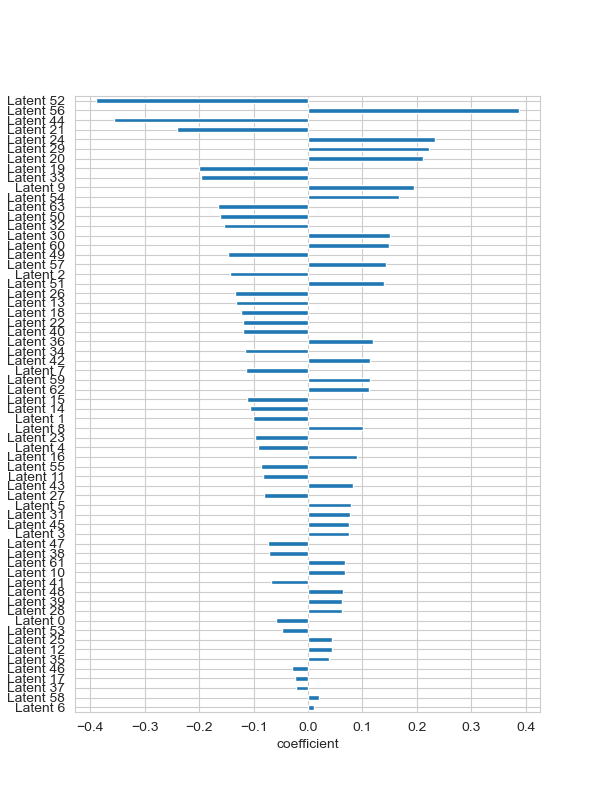 Latent 52
Latent 56
Latent 44
Latent 21
Latent 24
Latent 29
Latent 20
Latent 19
Latent 33
Latent 9
Latent 54
Latent 63
Latent 50
Latent 32
Latent 30
Latent 60
Latent 49
Latent 57
Latent 2
Latent 51
Latent 26
Latent 13
Latent 18
Latent 22
Latent 40
Latent 36
Latent 34
Latent 42
Latent 7
Latent 59
Latent 62
Latent 15
Latent 14
Latent 1
Latent 8
Latent 23
Latent 4
Latent 16
Latent 55
Latent 11
Latent 43
Latent 27
Latent 5
Latent 31
Latent 45
Latent 3
Latent 47
Latent 38
Latent 61
Latent 10
Latent 41
Latent 48
Latent 39
Latent 28
Latent 0
Latent 53
Latent 25
Latent 12
Latent 35
Latent 46
Latent 17
Latent 37
Latent 58
Latent 6
−0.4 −0.3 −0.2 −0.1 0.0 0.1 0.2 0.3 0.4
coefficient